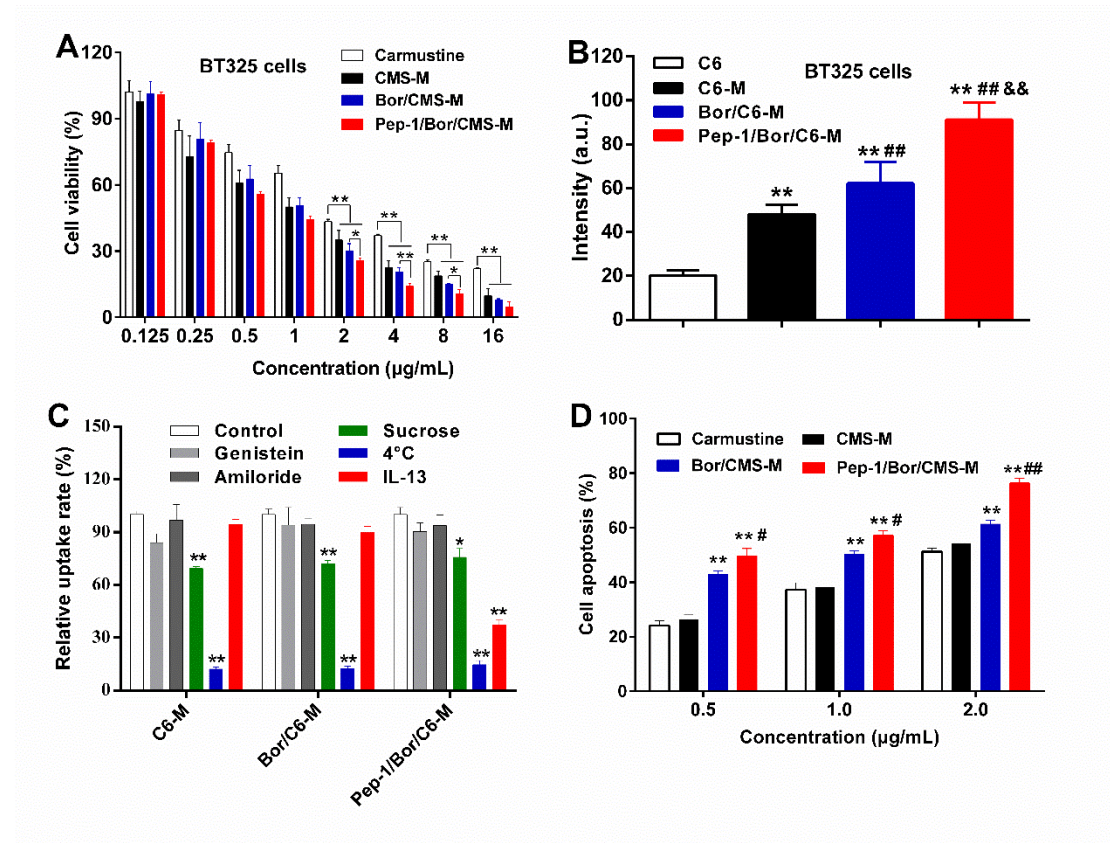 A
BT325 cells
Carmustine
CMS-M
Bor/CMS-M
Pep-1/Bor/CMS-M
Cell viability (%)
120
90
60
30
0
** * ** ** ** * **
0.125 0.25 0.5 1 2 4 8 16
Concentration (µg/mL)
B
BT325 cells
C6
C6-M
Bor/C6-M
Pep-1/Bor/C6-M
Intensity (a.u.)
120
100
80
60
40
20
0
**
** ##
** ## &&
C
Control
Genistein
Amiloride
Sucrose
4°C
IL-13
Relative uptake rate (%)
150
120
90
60
30
0
** ** ** ** * ** **
C6-M
Bor/C6-M
Pep-1/Bor/C6-M
D
Carmustine CMS-M
Bor/CMS-M Pep-1/Bor/CMS-M
Cell apoptosis (%)
100
80
60
40
20
0
** ** # ** ** # ** **##
0.5 1.0 2.0
Concentration (µg/mL)